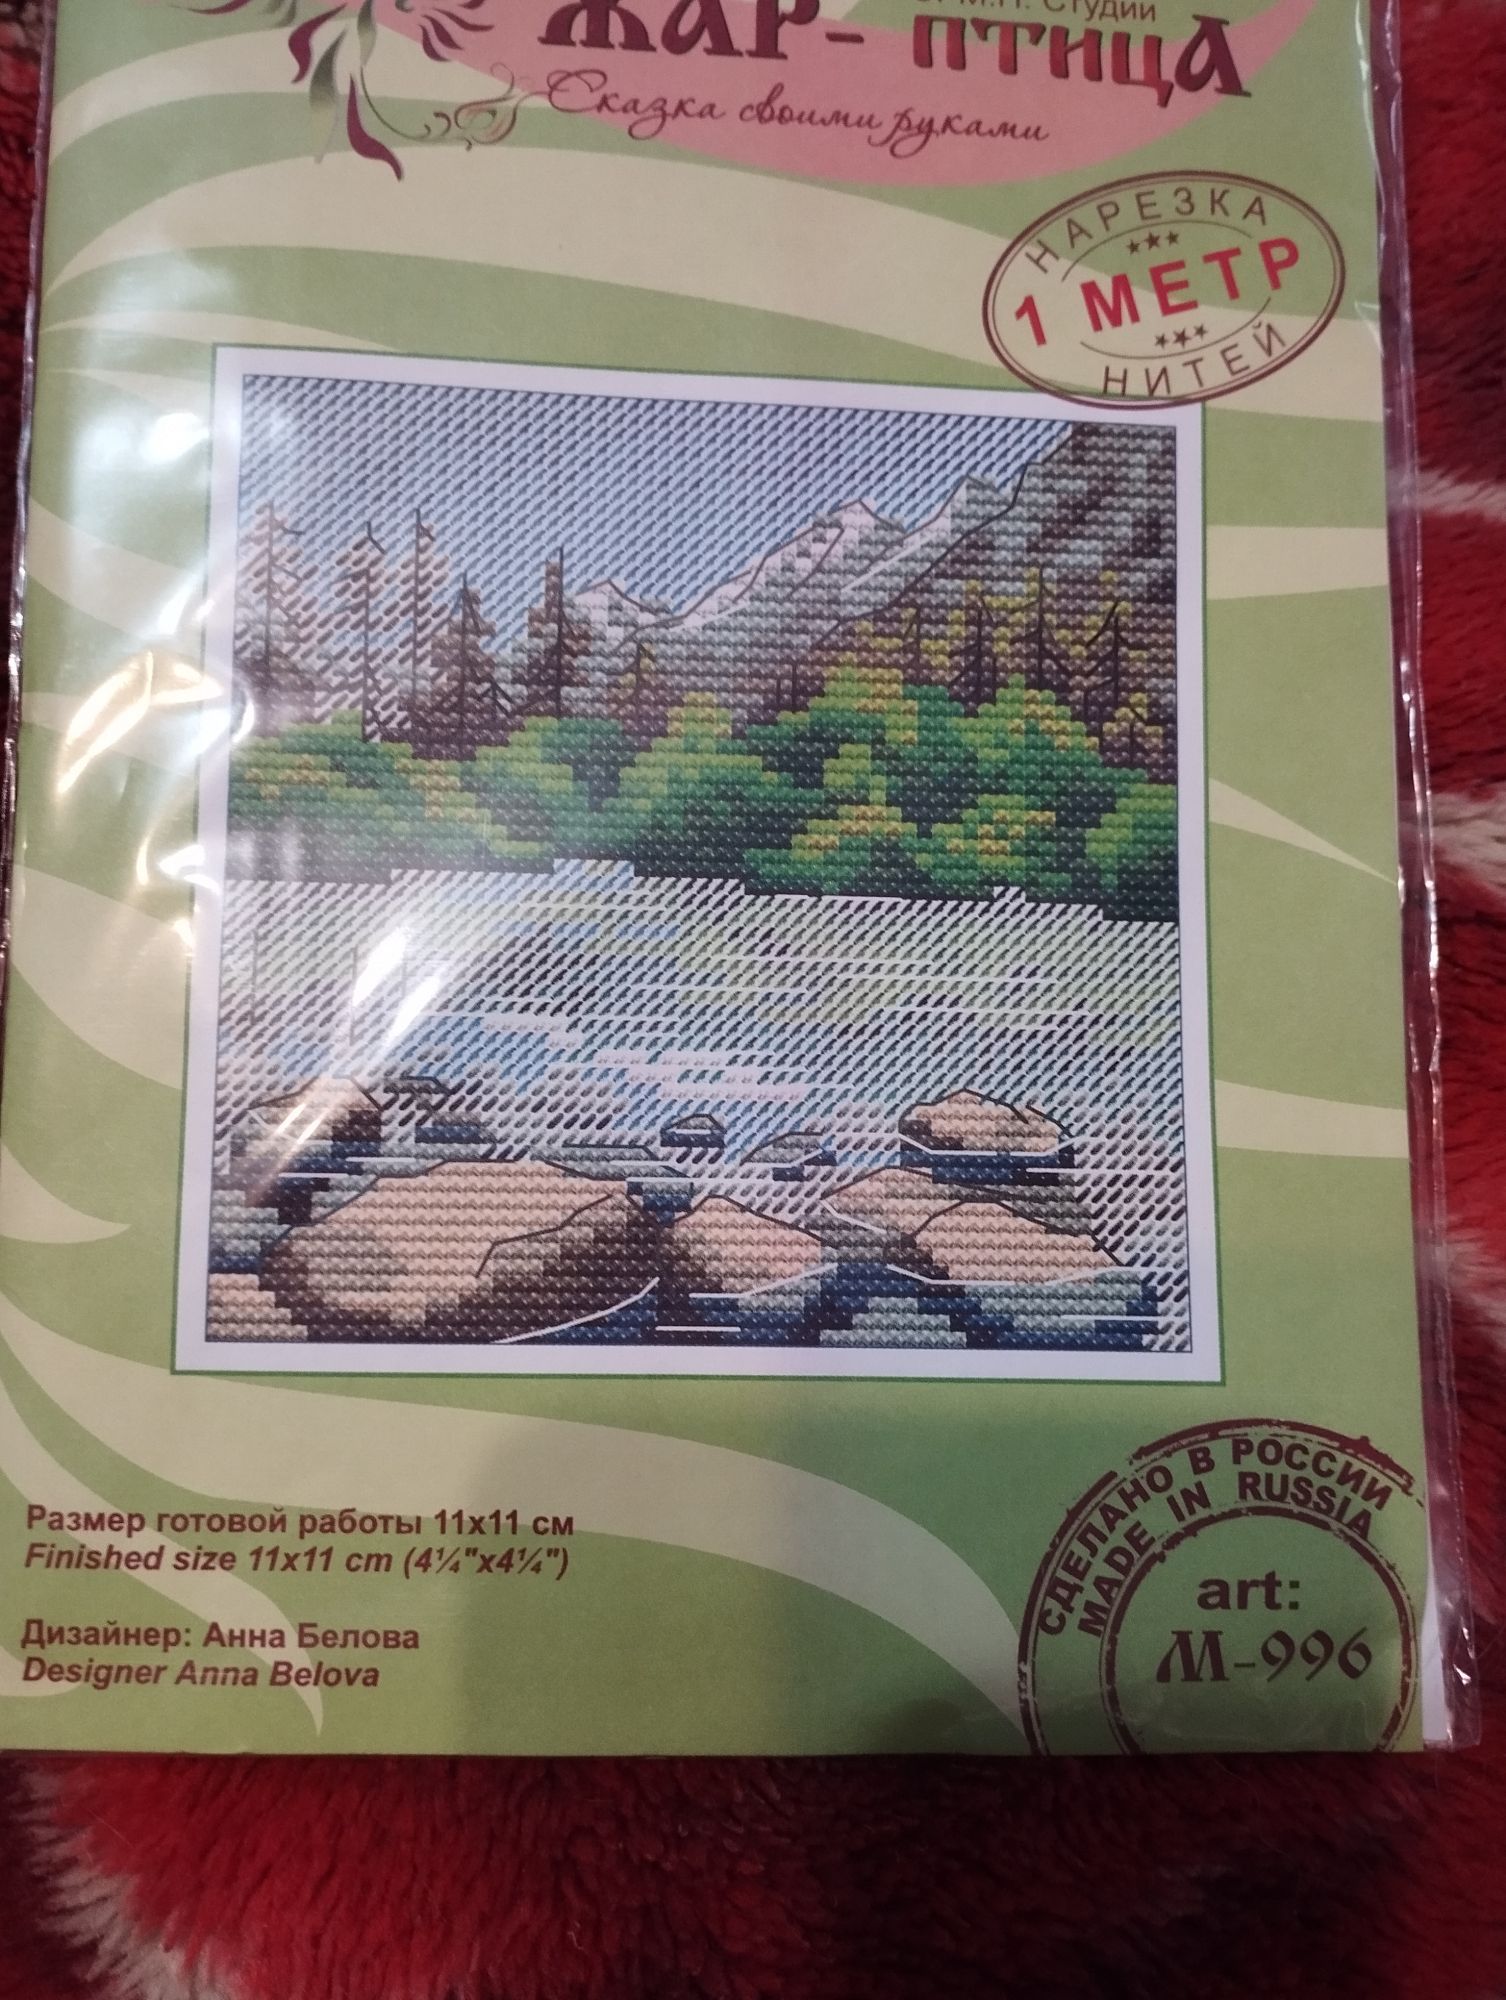 М.П. Студии
ЖАР-ПТИЦА
Сказка своими руками
НАРЕЗКА
1 МЕТР
НИТЕЙ
Размер готовой работы 11х11 см
Finished size 11x11 cm (4¼"x4¼")
Дизайнер: Анна Белова
Designer Anna Belova
СДЕЛАНО В РОССИИ
MADE IN RUSSIA
art:
М-996